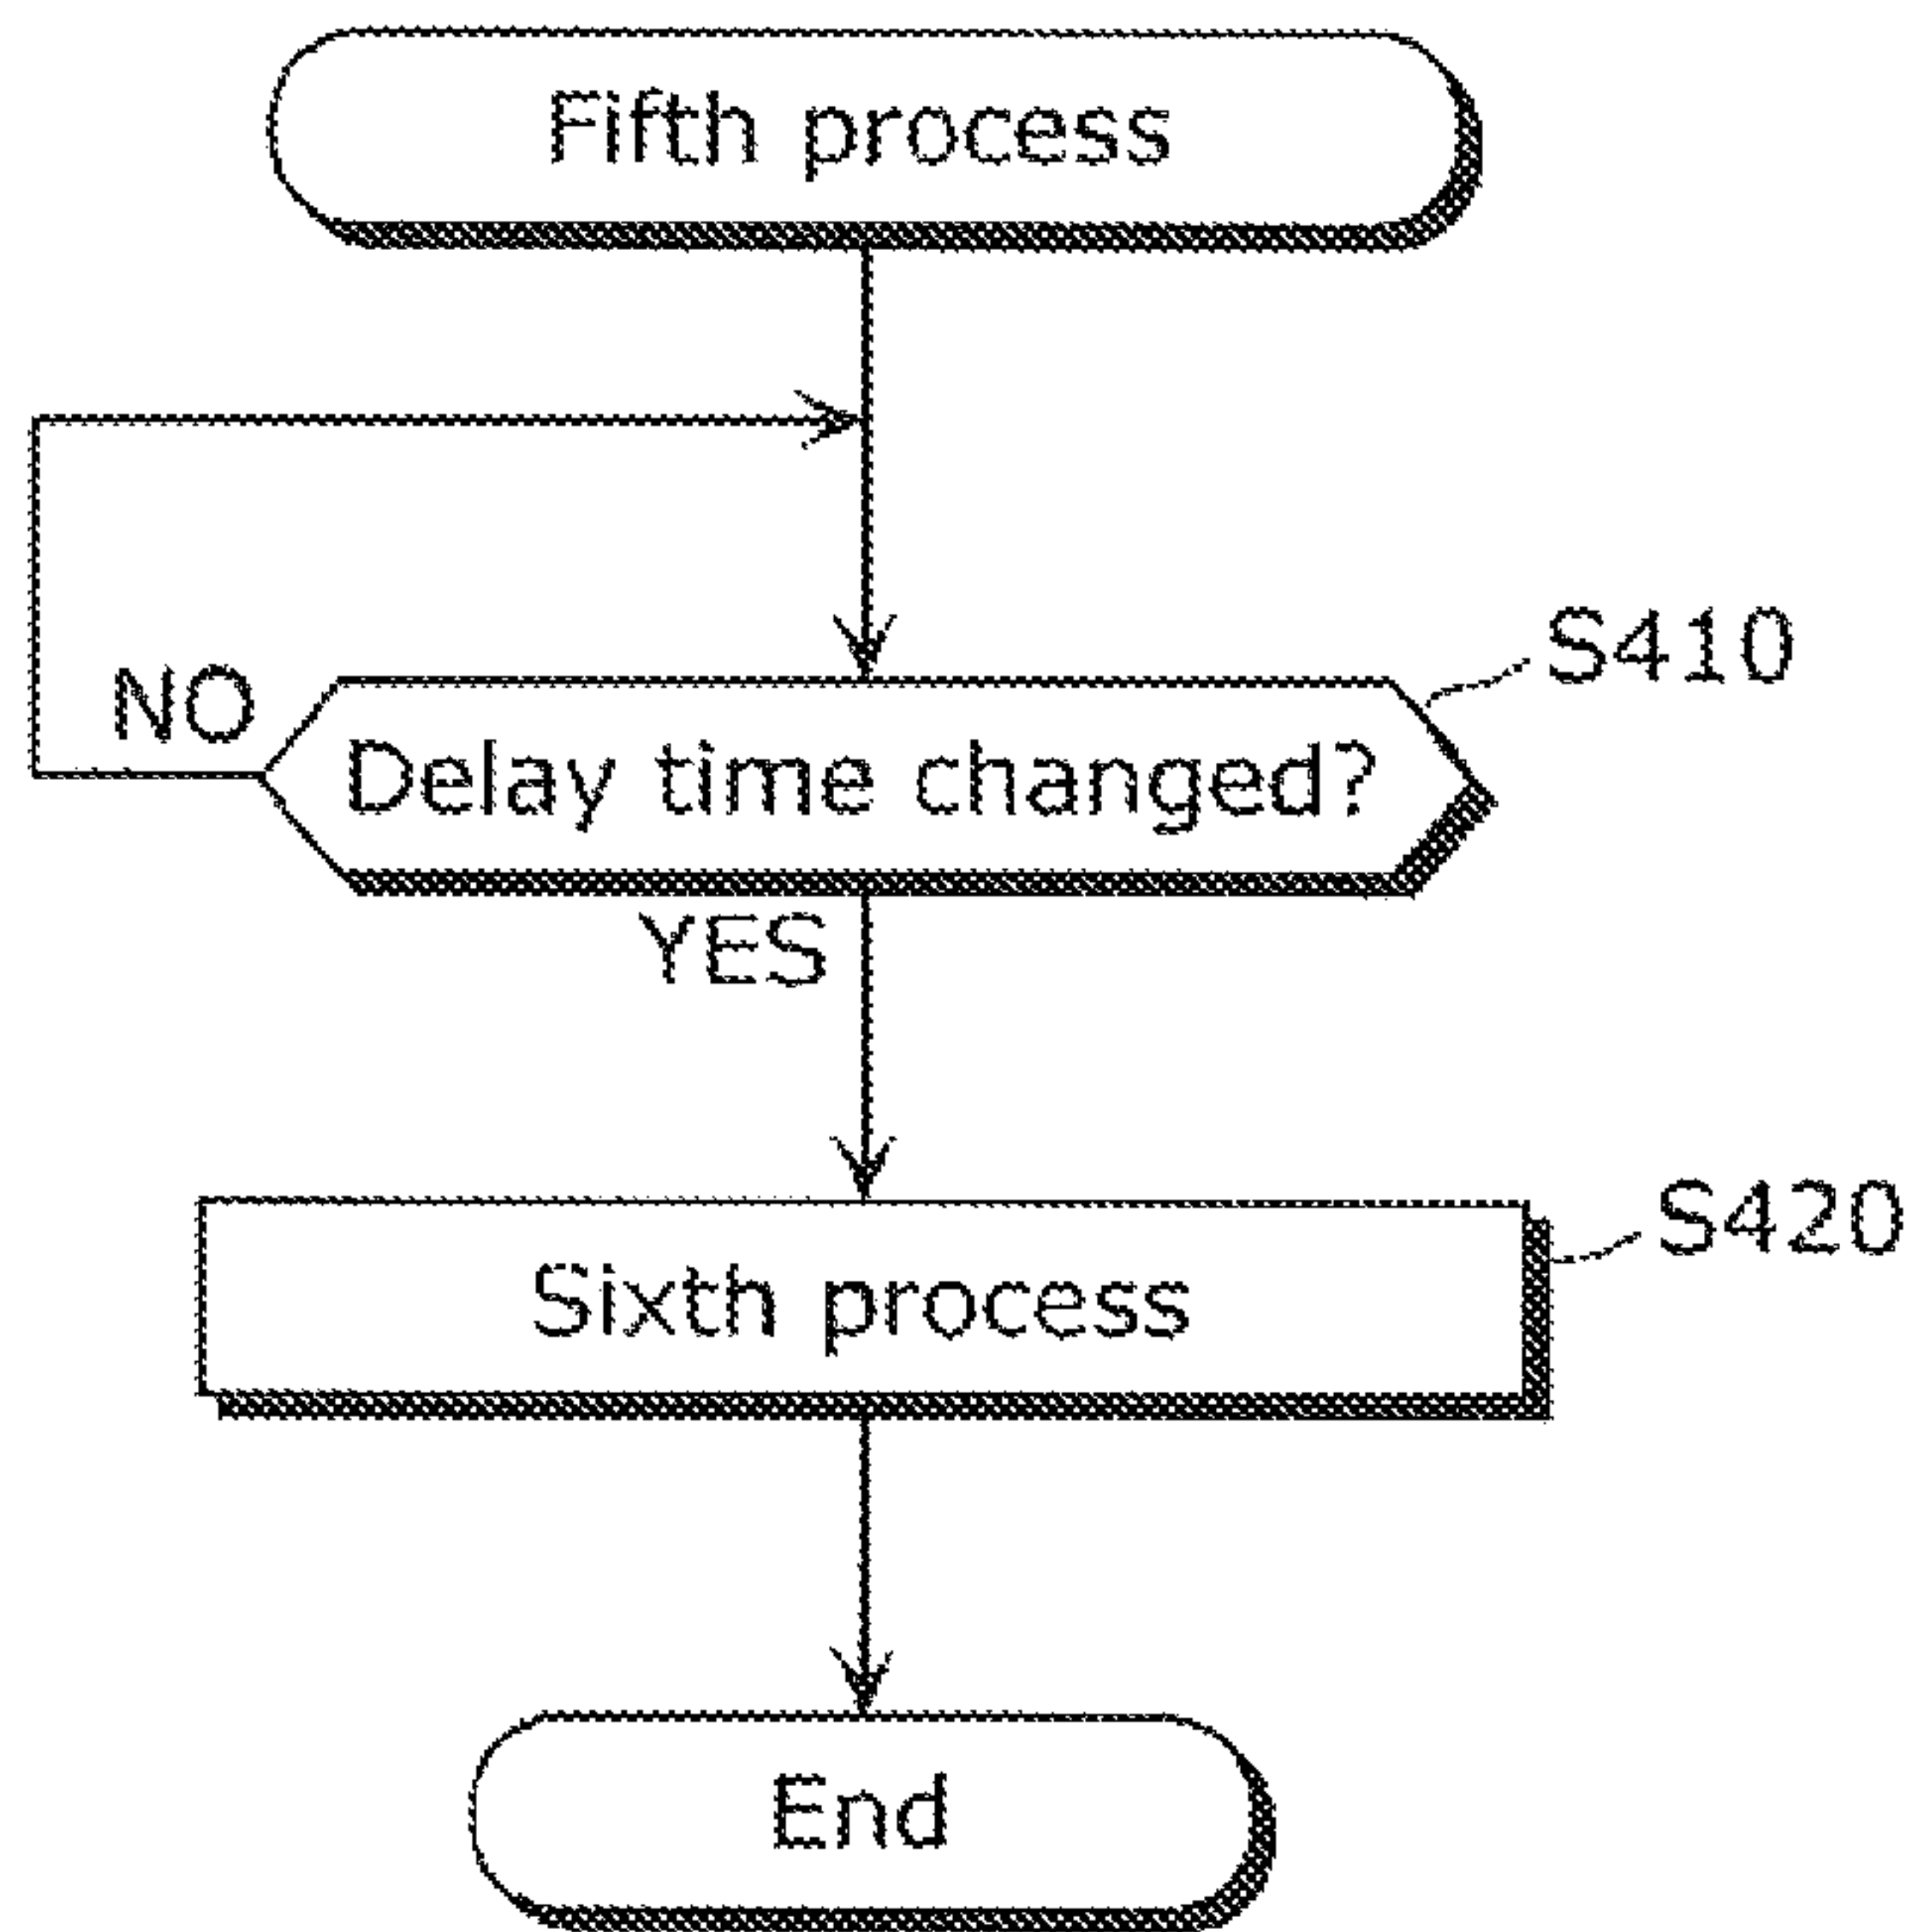 Fifth process
S410
NO
Delay time changed?
YES
S420
Sixth process
End